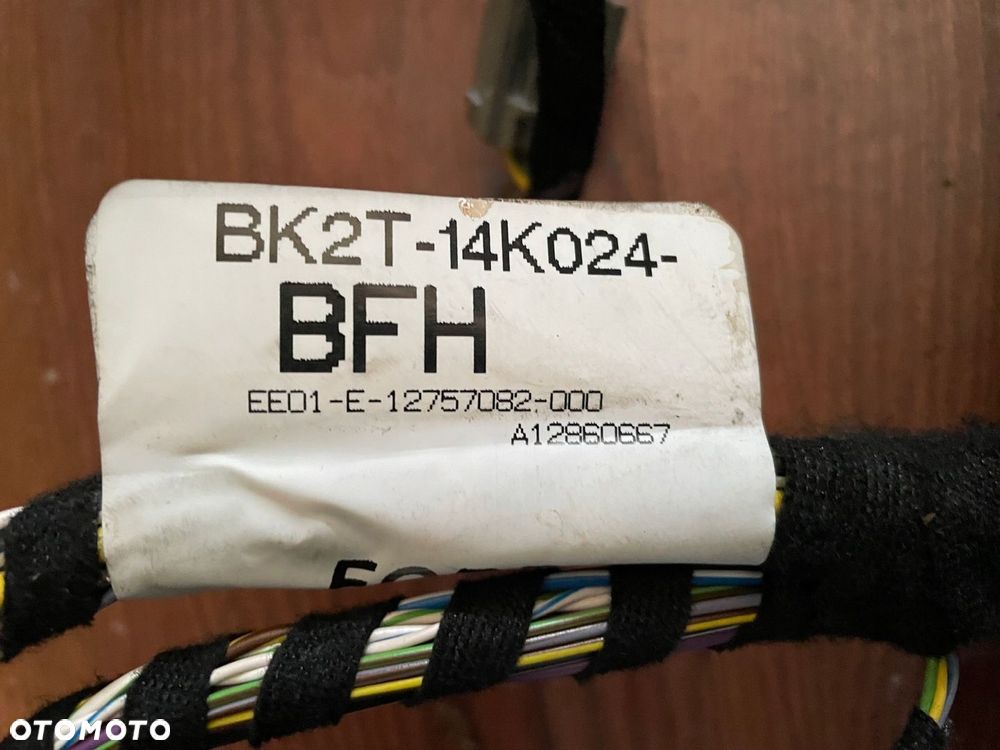 BK2T-14K024-
BFH
EE01-E-12757082-000
A12860667
OTOMOTO